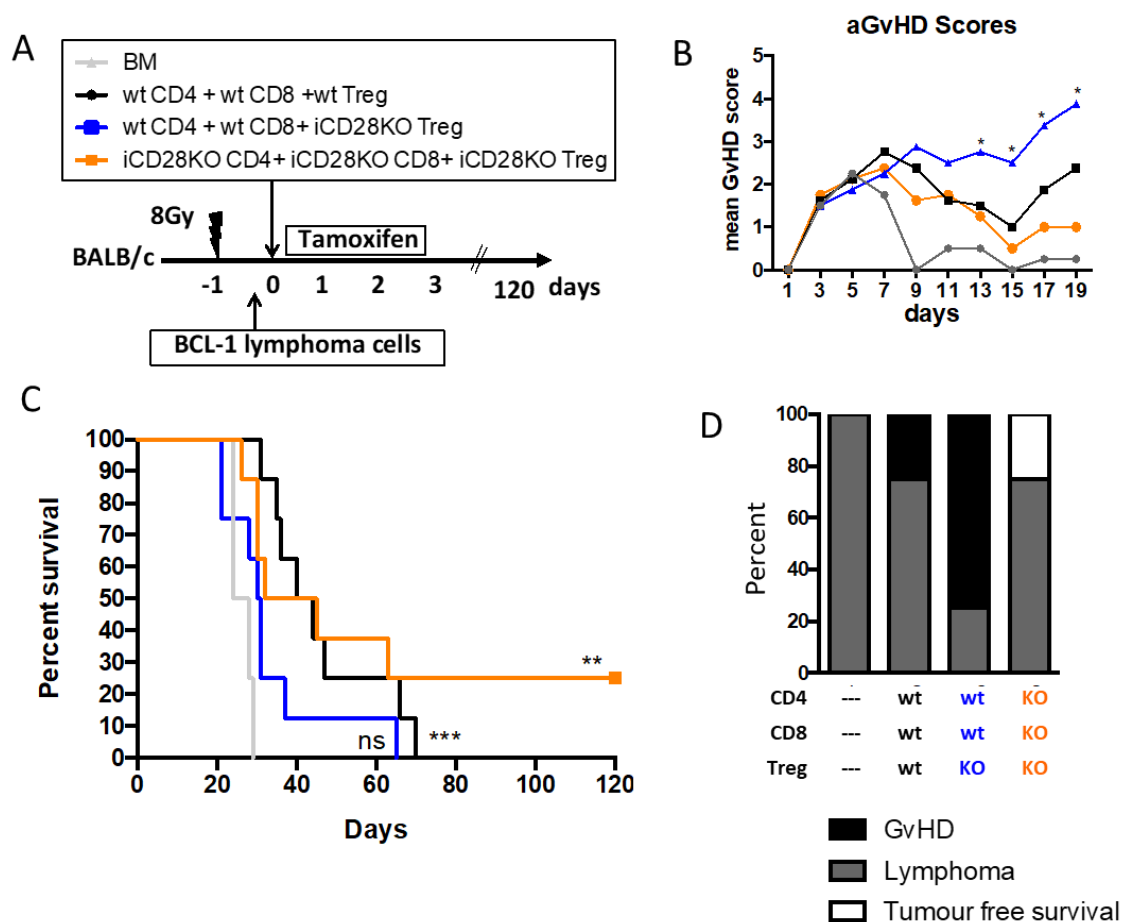 A
BM
wt CD4 + wt CD8 +wt Treg
wt CD4 + wt CD8+ iCD28KO Treg
iCD28KO CD4+ iCD28KO CD8+ iCD28KO Treg
8Gy
Tamoxifen
BALB/c
-1 0 1 2 3 120 days
BCL-1 lymphoma cells
B
aGvHD Scores
mean GvHD score
5
4
3
2
1
0
* * * *
1 3 5 7 9 11 13 15 17 19
days
C
Percent survival
100
90
80
70
60
50
40
30
20
10
0
**
ns ***
0 20 40 60 80 100 120
Days
D
Percent
100
80
60
40
20
0
CD4 --- wt wt KO
CD8 --- wt wt KO
Treg --- wt KO KO
GvHD
Lymphoma
Tumour free survival